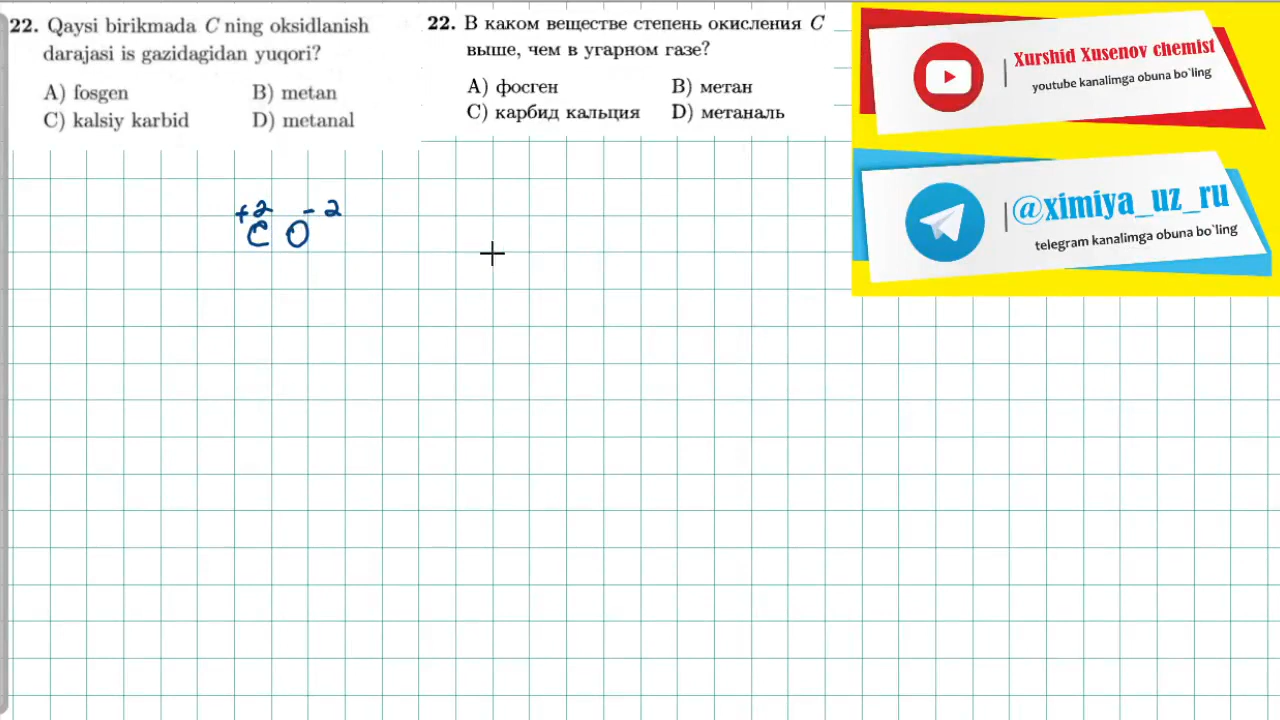 22. Qaysi birikmada C ning oksidlanish
darajasi is gazidagidan yuqori?
A) fosgen B) metan
C) kalsiy karbid D) metanal
22. В каком веществе степень окисления C
выше, чем в угарном газе?
A) фосген B) метан
C) карбид кальция D) метаналь
+2 -2
C O
Xurshid Xusenov chemist
youtube kanalimga obuna bo`ling
@ximiya_uz_ru
telegram kanalimga obuna bo`ling